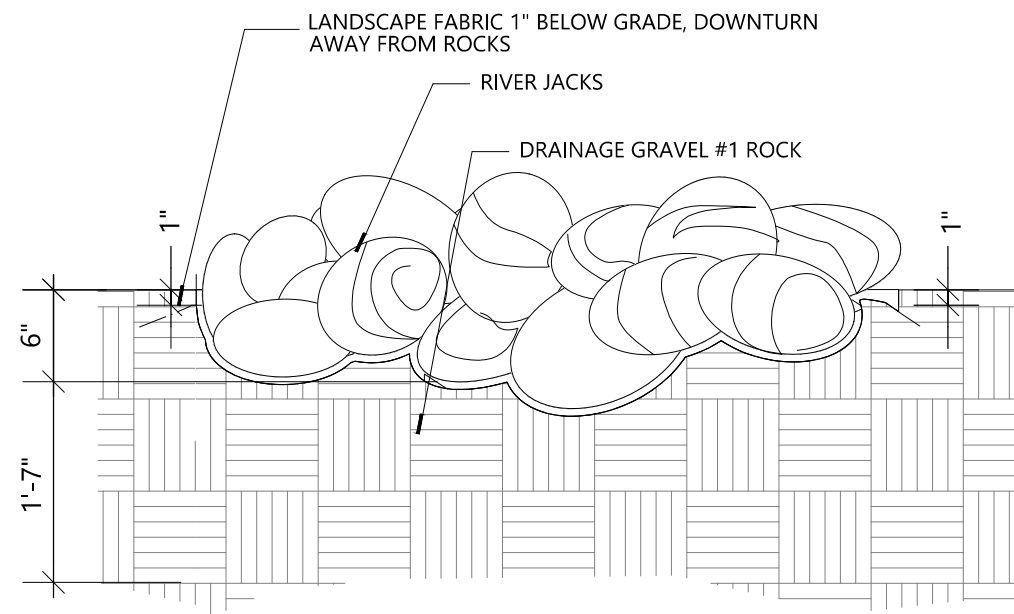 LANDSCAPE FABRIC 1" BELOW GRADE, DOWNTURN
AWAY FROM ROCKS
RIVER JACKS
DRAINAGE GRAVEL #1 ROCK
1"
1"
6"
1'-7"